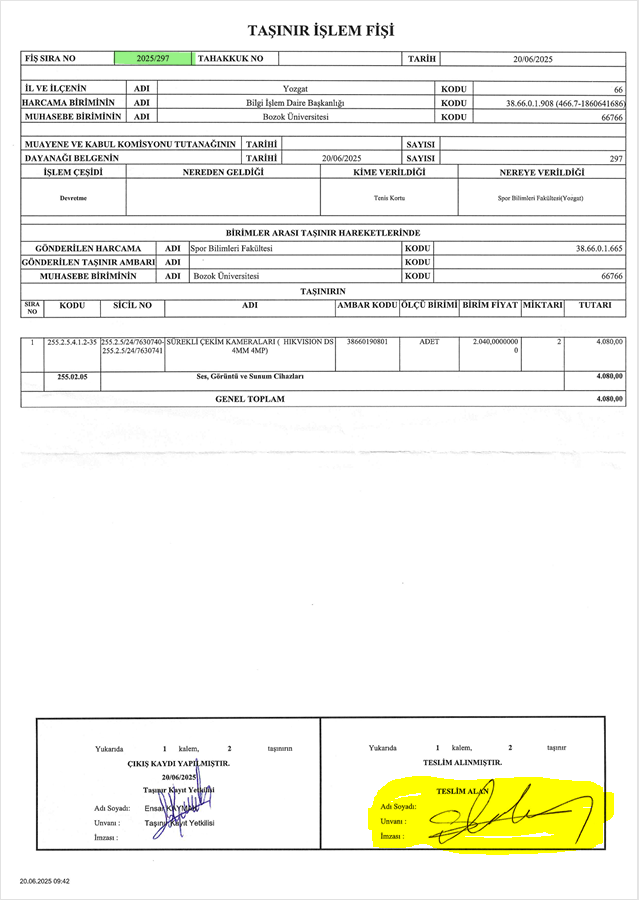 TAŞINIR İŞLEM FİŞİ
FİŞ SIRA NO 2025/297 TAHAKKUK NO TARİH 20/06/2025
İL VE İLÇENİN ADI Yozgat KODU 66
HARCAMA BİRİMİNİN ADI Bilgi İşlem Daire Başkanlığı KODU 38.66.0.1.908 (466.7-1860641686)
MUHASEBE BİRİMİNİN ADI Bozok Üniversitesi KODU 66766
MUAYENE VE KABUL KOMİSYONU TUTANAĞININ TARİHİ SAYISI
DAYANAĞI BELGENİN TARİHİ 20/06/2025 SAYISI 297
İŞLEM ÇEŞİDİ NEREDEN GELDİĞİ KİME VERİLDİĞİ NEREYE VERİLDİĞİ
Devretme Tenis Kortu Spor Bilimleri Fakültesi(Yozgat)
BİRİMLER ARASI TAŞINIR HAREKETLERİNDE
GÖNDERİLEN HARCAMA ADI Spor Bilimleri Fakültesi KODU 38.66.0.1.665
GÖNDERİLEN TAŞINIR AMBARI ADI KODU
MUHASEBE BİRİMİNİN ADI Bozok Üniversitesi KODU 66766
TAŞINIRIN
SIRA NO KODU SİCİL NO ADI AMBAR KODU ÖLÇÜ BİRİMİ BİRİM FİYAT MİKTARI TUTARI
1 255.2.5.4.1.2-35 255.2.5/24/7630740- SÜREKLİ ÇEKİM KAMERALARI ( HIKVISION DS 38660190801 ADET 2.040,0000000 2 4.080,00
255.2.5/24/7630741 4MM 4MP) 0
255.02.05 Ses, Görüntü ve Sunum Cihazları 4.080,00
GENEL TOPLAM 4.080,00
Yukarıda 1 kalem, 2 taşınırın
ÇIKIŞ KAYDI YAPILMIŞTIR.
20/06/2025
Taşınır Kayıt Yetkilisi
Adı Soyadı: Ensar KAYMAK
Unvanı : Taşınır Kayıt Yetkilisi
İmzası :
Yukarıda 1 kalem, 2 taşınır
TESLİM ALINMIŞTIR.
TESLİM ALAN
Adı Soyadı:
Unvanı :
İmzası :
20.06.2025 09:42